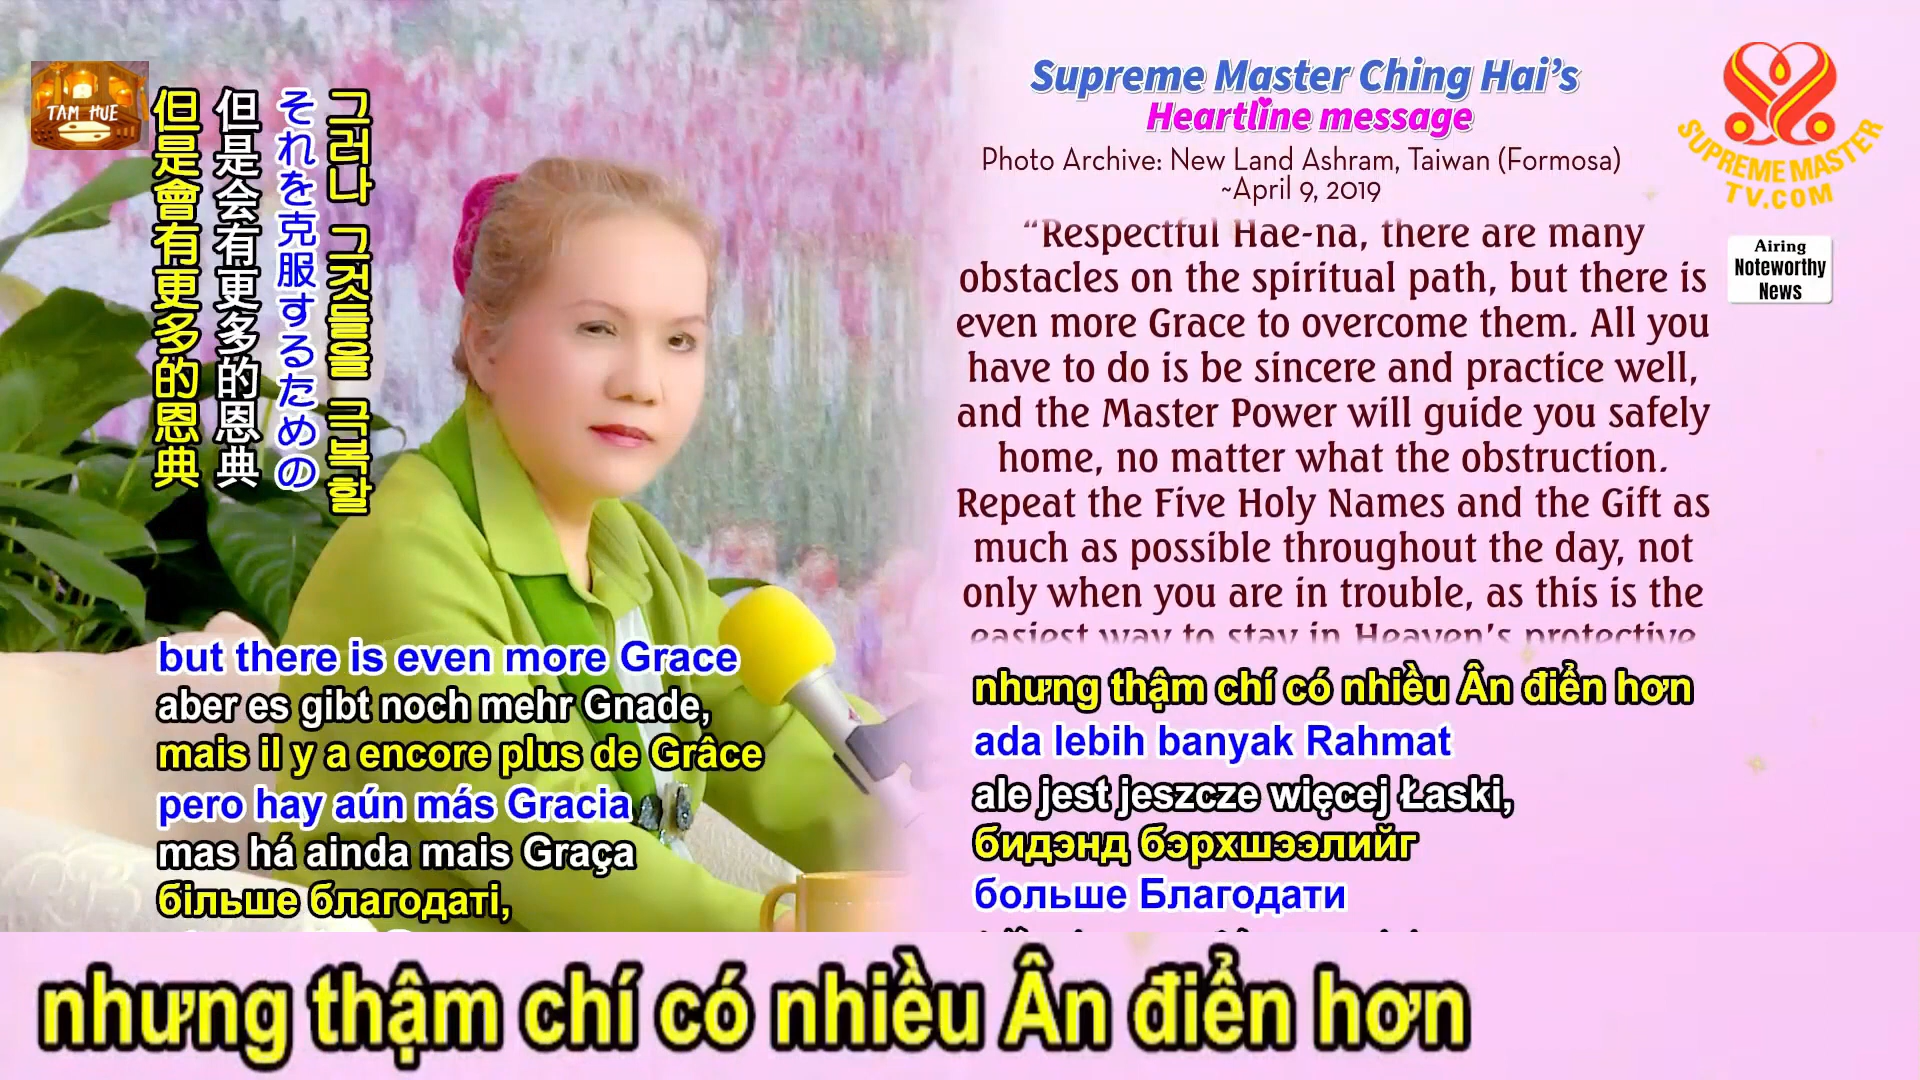 TAM HUE
但是會有更多的恩典
但是会有更多的恩典
それを克服するための
그러나 그것들을 극복할
Supreme Master Ching Hai's
Heartline message
Photo Archive: New Land Ashram, Taiwan (Formosa)
~April 9, 2019
“Respectful Hae-na, there are many
obstacles on the spiritual path, but there is
even more Grace to overcome them. All you
have to do is be sincere and practice well,
and the Master Power will guide you safely
home, no matter what the obstruction.
Repeat the Five Holy Names and the Gift as
much as possible throughout the day, not
only when you are in trouble, as this is the
easiest way to stay in Heaven's protective
SUPREME MASTER
TV.COM
Airing
Noteworthy
News
but there is even more Grace
aber es gibt noch mehr Gnade,
mais il y a encore plus de Grâce
pero hay aún más Gracia
mas há ainda mais Graça
більше благодаті,
nhưng thậm chí có nhiều Ân điển hơn
ada lebih banyak Rahmat
ale jest jeszcze więcej Łaski,
бидэнд бэрхшээлийг
больше Благодати
nhưng thậm chí có nhiều Ân điển hơn